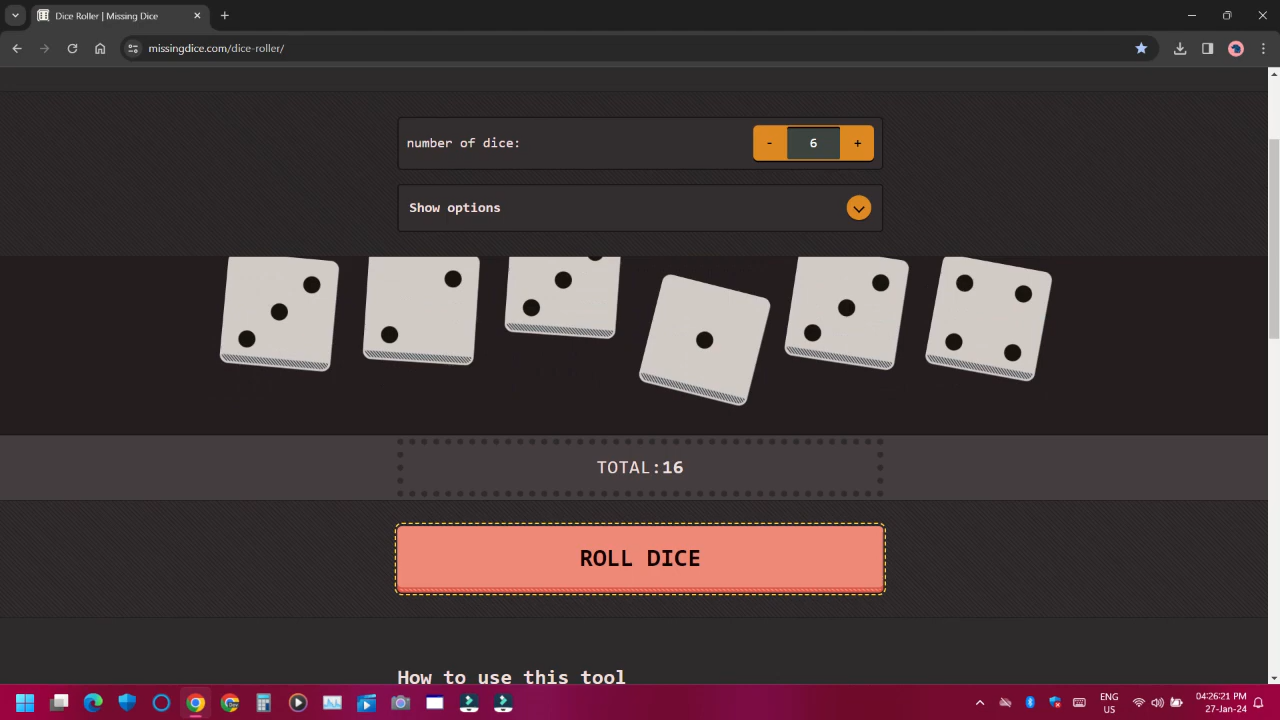 Dice Roller | Missing Dice
missingdice.com/dice-roller/
number of dice:
- 6 +
Show options
TOTAL:16
ROLL DICE
How to use this tool
ENG
US
04:26:21 PM
27-Jan-24